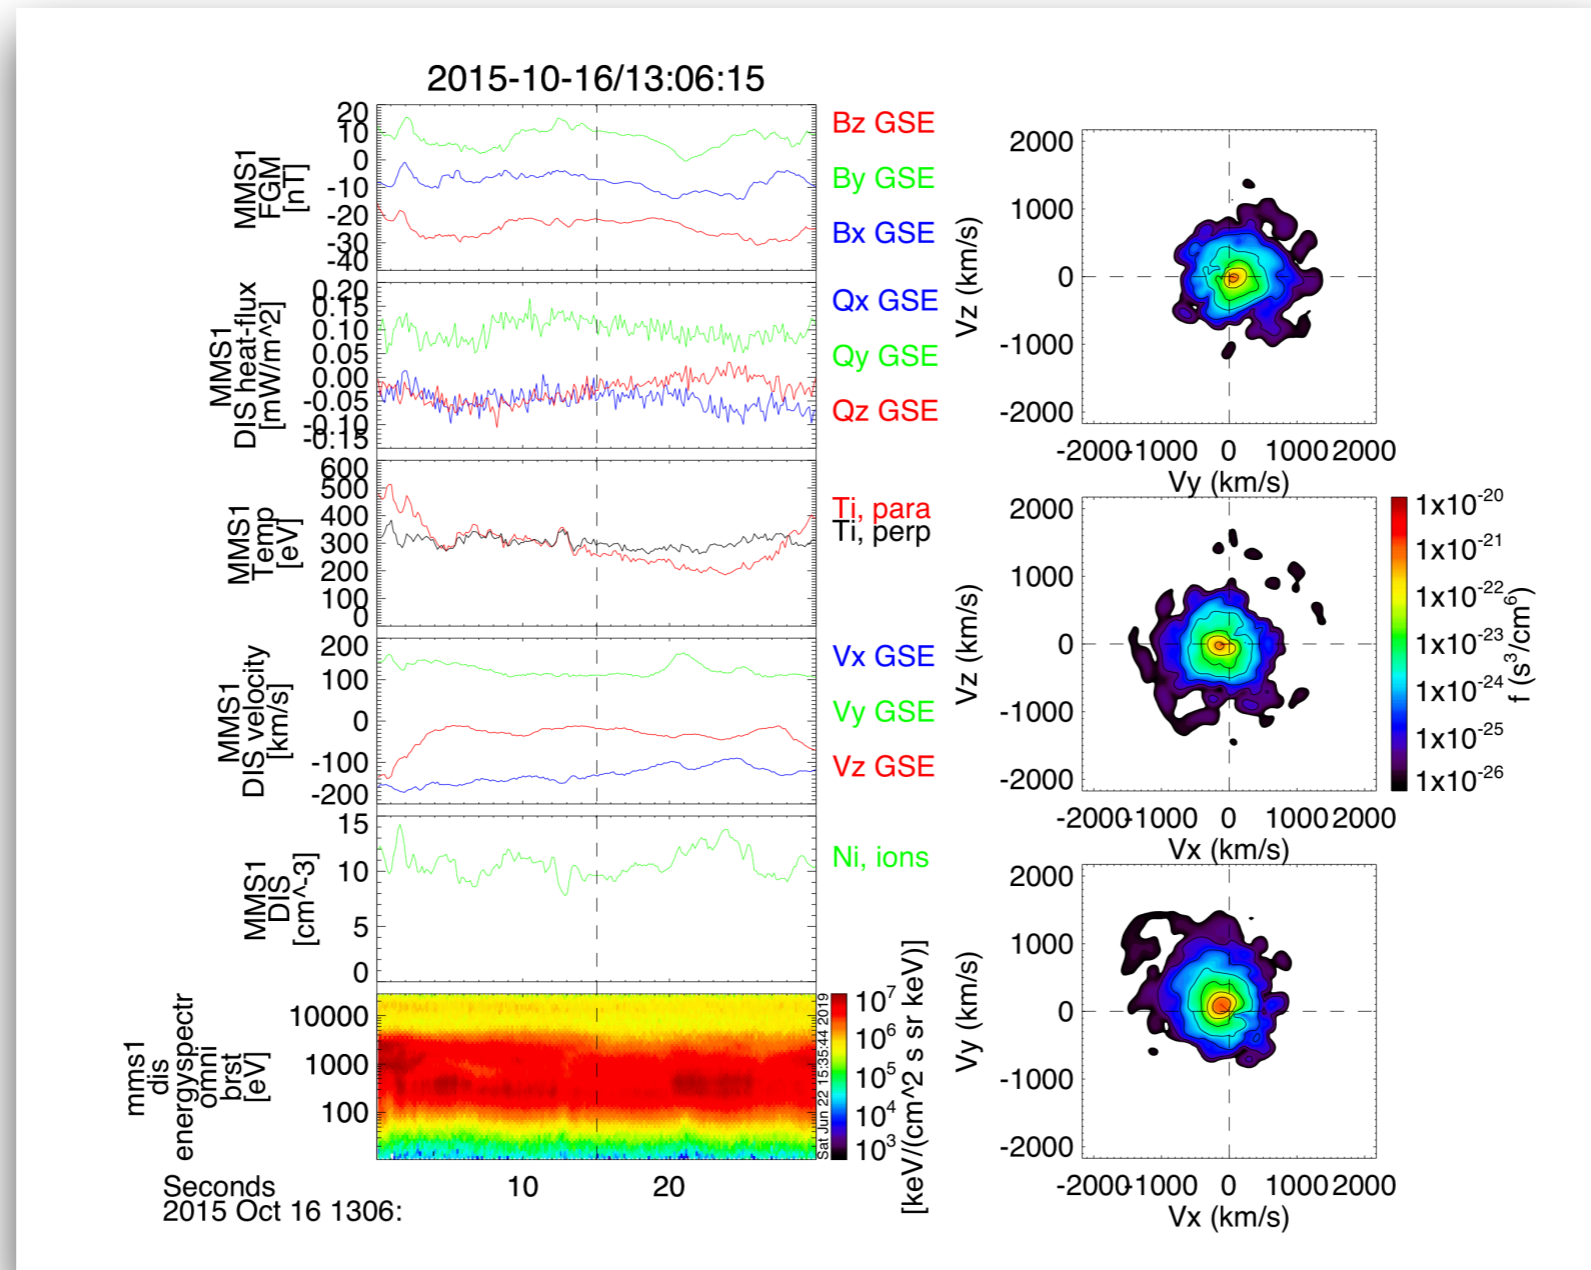 2015-10-16/13:06:15
MMS1
FGM
[nT]
20
10
0
-10
-20
-30
-40
Bz GSE
By GSE
Bx GSE
MMS1
DIS heat-flux
[mW/m^2]
0.20
0.15
0.10
0.05
0.00
-0.05
-0.10
-0.15
Qx GSE
Qy GSE
Qz GSE
MMS1
Temp
[eV]
600
500
400
300
200
100
0
Ti, para
Ti, perp
MMS1
DIS velocity
[km/s]
200
100
0
-100
-200
Vx GSE
Vy GSE
Vz GSE
MMS1
DIS
[cm^-3]
15
10
5
0
Ni, ions
mms1
dis
energyspectr
omni
brst
[eV]
10000
1000
100
Sat Jun 22 15:35:44 2019
10^7
10^6
10^5
10^4
10^3
[keV/(cm^2 s sr keV)]
10 20
Seconds
2015 Oct 16 1306:
Vz (km/s)
2000
1000
0
-1000
-2000
-2000 -1000 0 1000 2000
Vy (km/s)
Vz (km/s)
2000
1000
0
-1000
-2000
-2000 -1000 0 1000 2000
Vx (km/s)
1x10^-20
1x10^-21
1x10^-22
1x10^-23
1x10^-24
1x10^-25
1x10^-26
f (s^3/cm^6)
Vy (km/s)
2000
1000
0
-1000
-2000
-2000 -1000 0 1000 2000
Vx (km/s)